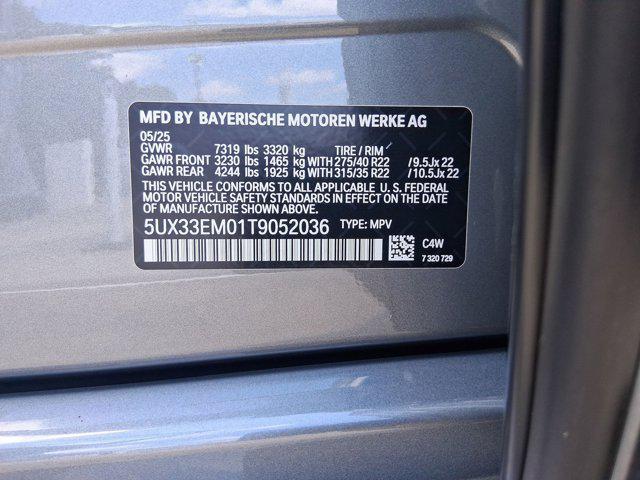 MFD BY BAYERISCHE MOTOREN WERKE AG
05/25
GVWR 7319 lbs 3320 kg TIRE / RIM
GAWR FRONT 3230 lbs 1465 kg WITH 275/40 R22 /9.5Jx 22
GAWR REAR 4244 lbs 1925 kg WITH 315/35 R22 /10.5Jx 22
THIS VEHICLE CONFORMS TO ALL APPLICABLE U. S. FEDERAL
MOTOR VEHICLE SAFETY STANDARDS IN EFFECT ON THE DATE
OF MANUFACTURE SHOWN ABOVE.
5UX33EM01T9052036 TYPE: MPV
C4W
7 320 729